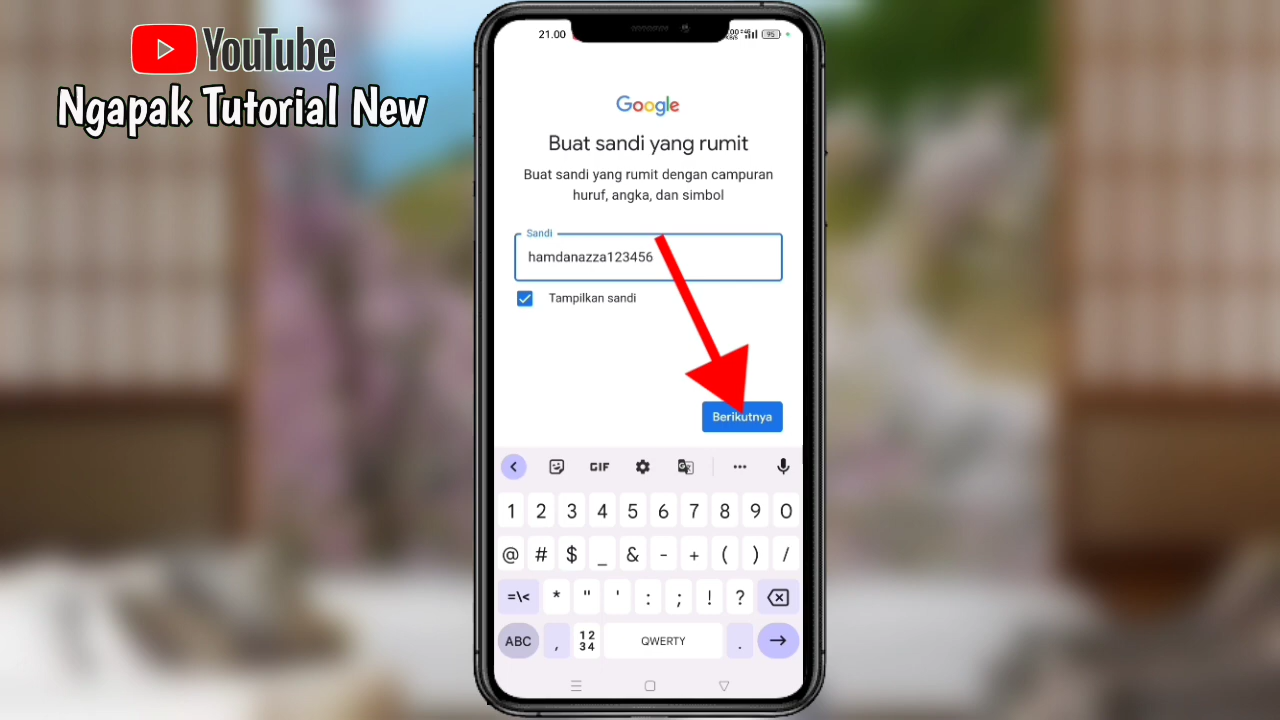 YouTube
Ngapak Tutorial New
21.00
95
Google
Buat sandi yang rumit
Buat sandi yang rumit dengan campuran
huruf, angka, dan simbol
Sandi
hamdanazza123456
Tampilkan sandi
Berikutnya
GIF
1 2 3 4 5 6 7 8 9 0
@ # $ _ & - + ( ) /
=\< * " ' : ; ! ?
ABC , 12 34 QWERTY .